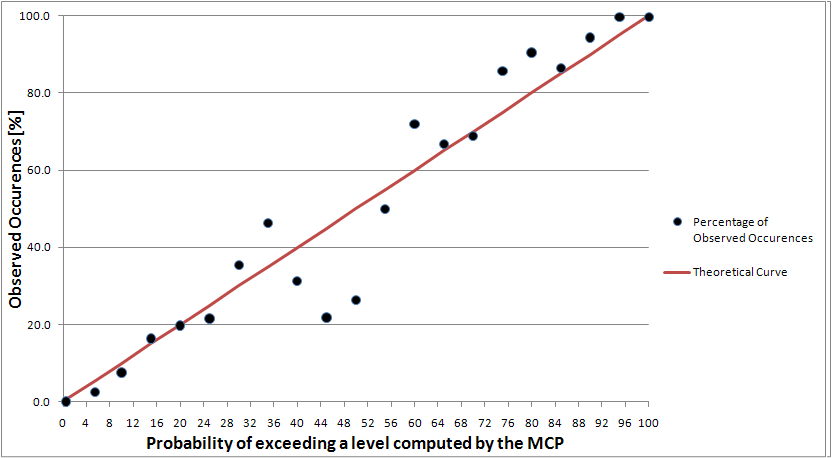 100.0
80.0
60.0
40.0
20.0
0.0
Observed Occurences [%]
0 4 8 12 16 20 24 28 32 36 40 44 48 52 56 60 64 68 72 76 80 84 88 92 96 100
Probability of exceeding a level computed by the MCP
Percentage of
Observed Occurences
Theoretical Curve